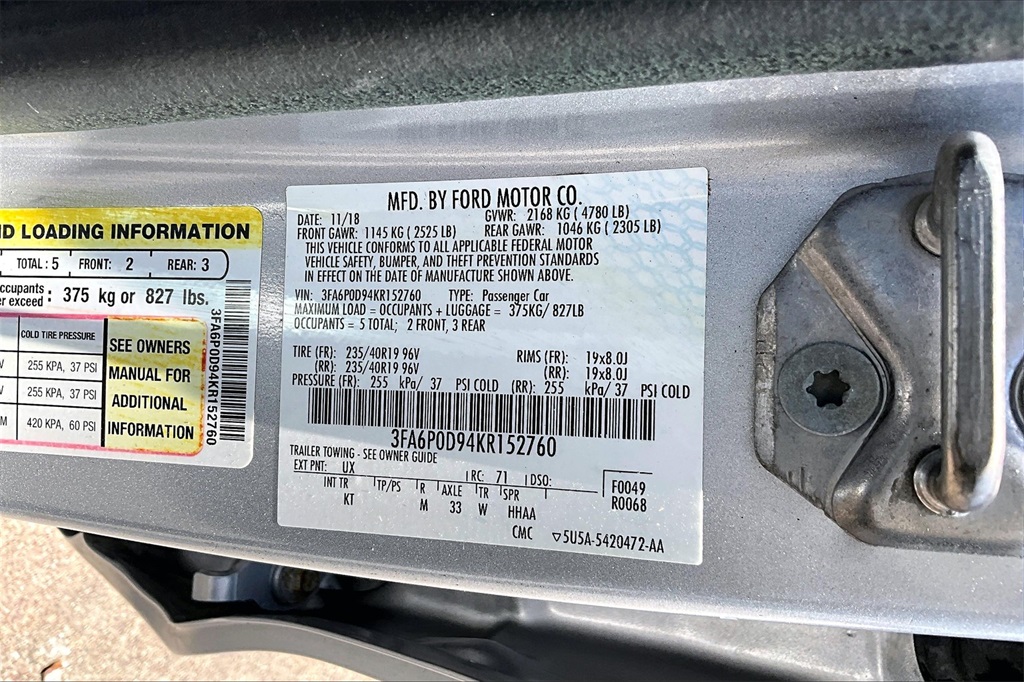 ND LOADING INFORMATION
TOTAL: 5 FRONT: 2 REAR: 3
occupants
er exceed : 375 kg or 827 lbs.
COLD TIRE PRESSURE
V 255 KPA, 37 PSI
V 255 KPA, 37 PSI
M 420 KPA, 60 PSI
SEE OWNERS
MANUAL FOR
ADDITIONAL
INFORMATION
3FA6P0D94KR152760
MFD. BY FORD MOTOR CO.
DATE: 11/18 GVWR: 2168 KG ( 4780 LB)
FRONT GAWR: 1145 KG ( 2525 LB) REAR GAWR: 1046 KG ( 2305 LB)
THIS VEHICLE CONFORMS TO ALL APPLICABLE FEDERAL MOTOR
VEHICLE SAFETY, BUMPER, AND THEFT PREVENTION STANDARDS
IN EFFECT ON THE DATE OF MANUFACTURE SHOWN ABOVE.
VIN: 3FA6P0D94KR152760 TYPE: Passenger Car
MAXIMUM LOAD = OCCUPANTS + LUGGAGE = 375KG/ 827LB
OCCUPANTS = 5 TOTAL; 2 FRONT, 3 REAR
TIRE (FR): 235/40R19 96V RIMS (FR): 19x8.0J
(RR): 235/40R19 96V (RR): 19x8.0J
PRESSURE (FR): 255 kPa/ 37 PSI COLD (RR): 255 kPa/ 37 PSI COLD
3FA6P0D94KR152760
TRAILER TOWING - SEE OWNER GUIDE
EXT PNT: UX RC: 71 DSO: F0049
INT TR TP/PS R AXLE TR SPR R0068
KT M 33 W HHAA
CMC ▽5U5A-5420472-AA